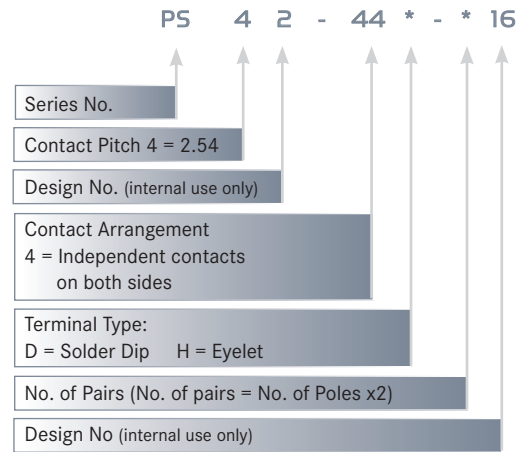 PS 4 2 - 44 * - * 16
Series No.
Contact Pitch 4 = 2.54
Design No. (internal use only)
Contact Arrangement
4 = Independent contacts
on both sides
Terminal Type:
D = Solder Dip H = Eyelet
No. of Pairs (No. of pairs = No. of Poles x2)
Design No (internal use only)